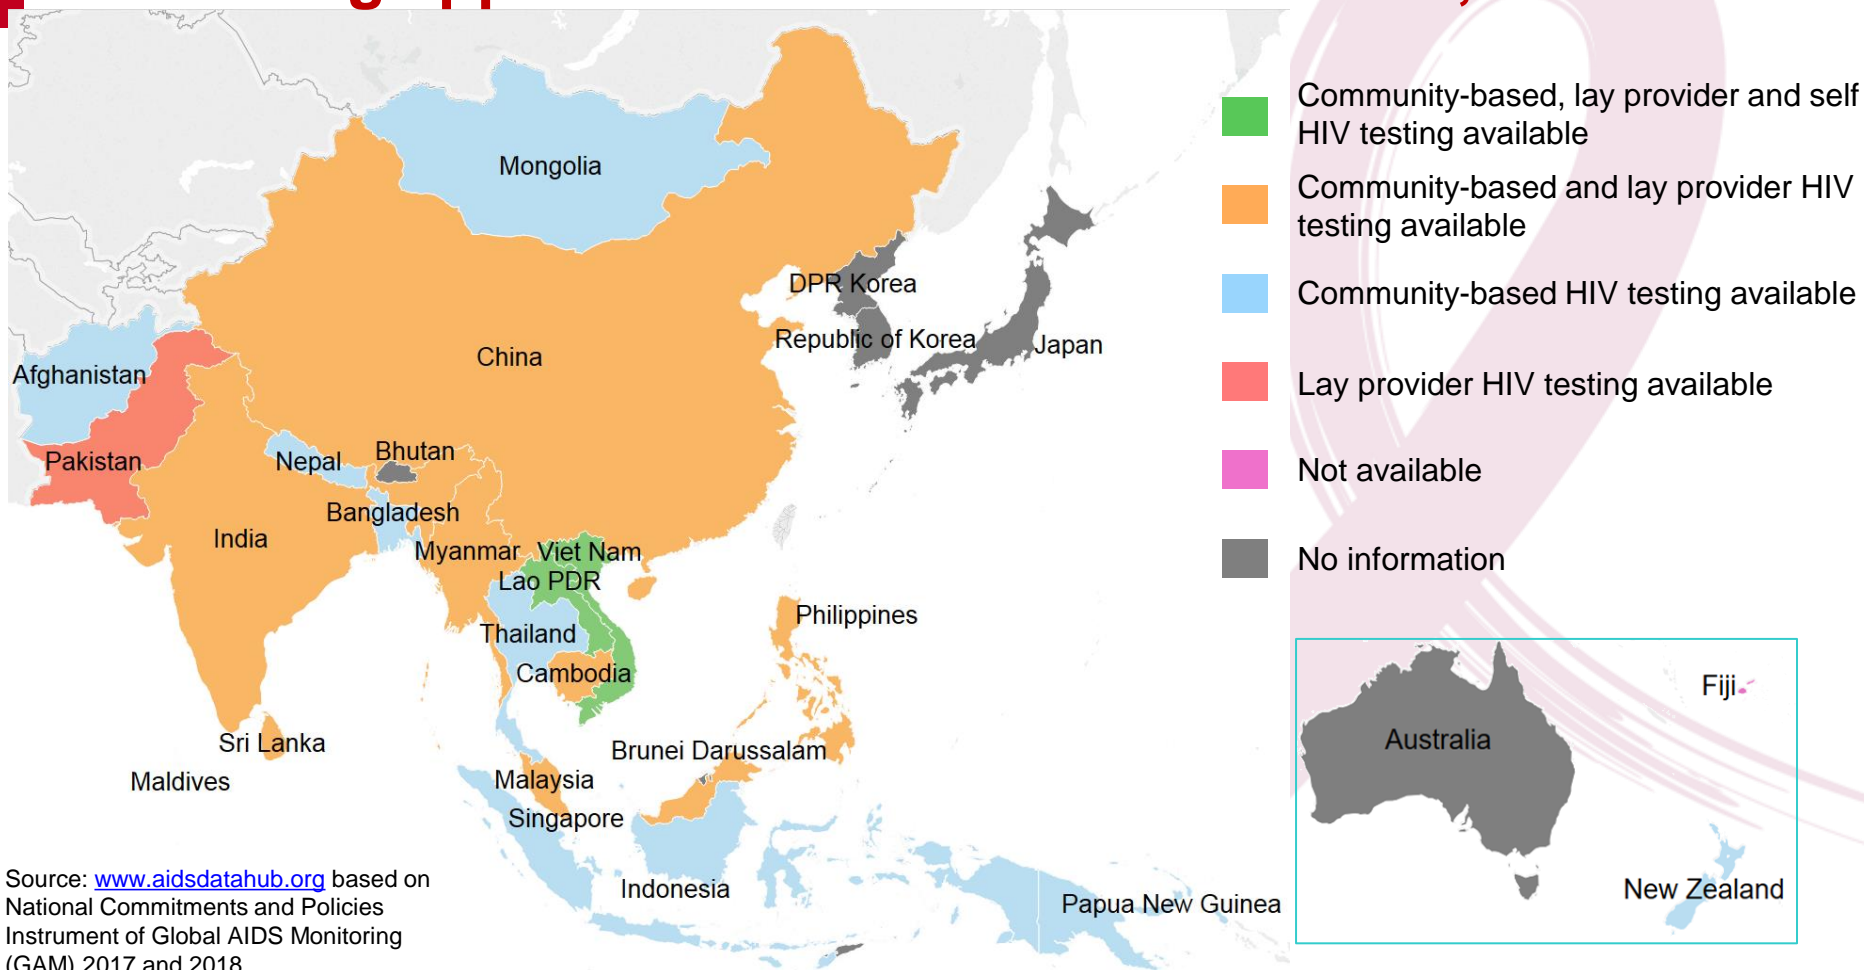 Community-based, lay provider and self
HIV testing available
Community-based and lay provider HIV
testing available
Community-based HIV testing available
Lay provider HIV testing available
Not available
No information
Mongolia
DPR Korea
Republic of Korea
Japan
China
Afghanistan
Pakistan
Nepal
Bhutan
Bangladesh
India
Myanmar
Viet Nam
Lao PDR
Thailand
Cambodia
Philippines
Sri Lanka
Maldives
Brunei Darussalam
Malaysia
Singapore
Indonesia
Papua New Guinea
Fiji
Australia
New Zealand
Source: www.aidsdatahub.org based on
National Commitments and Policies
Instrument of Global AIDS Monitoring
(GAM) 2017 and 2018